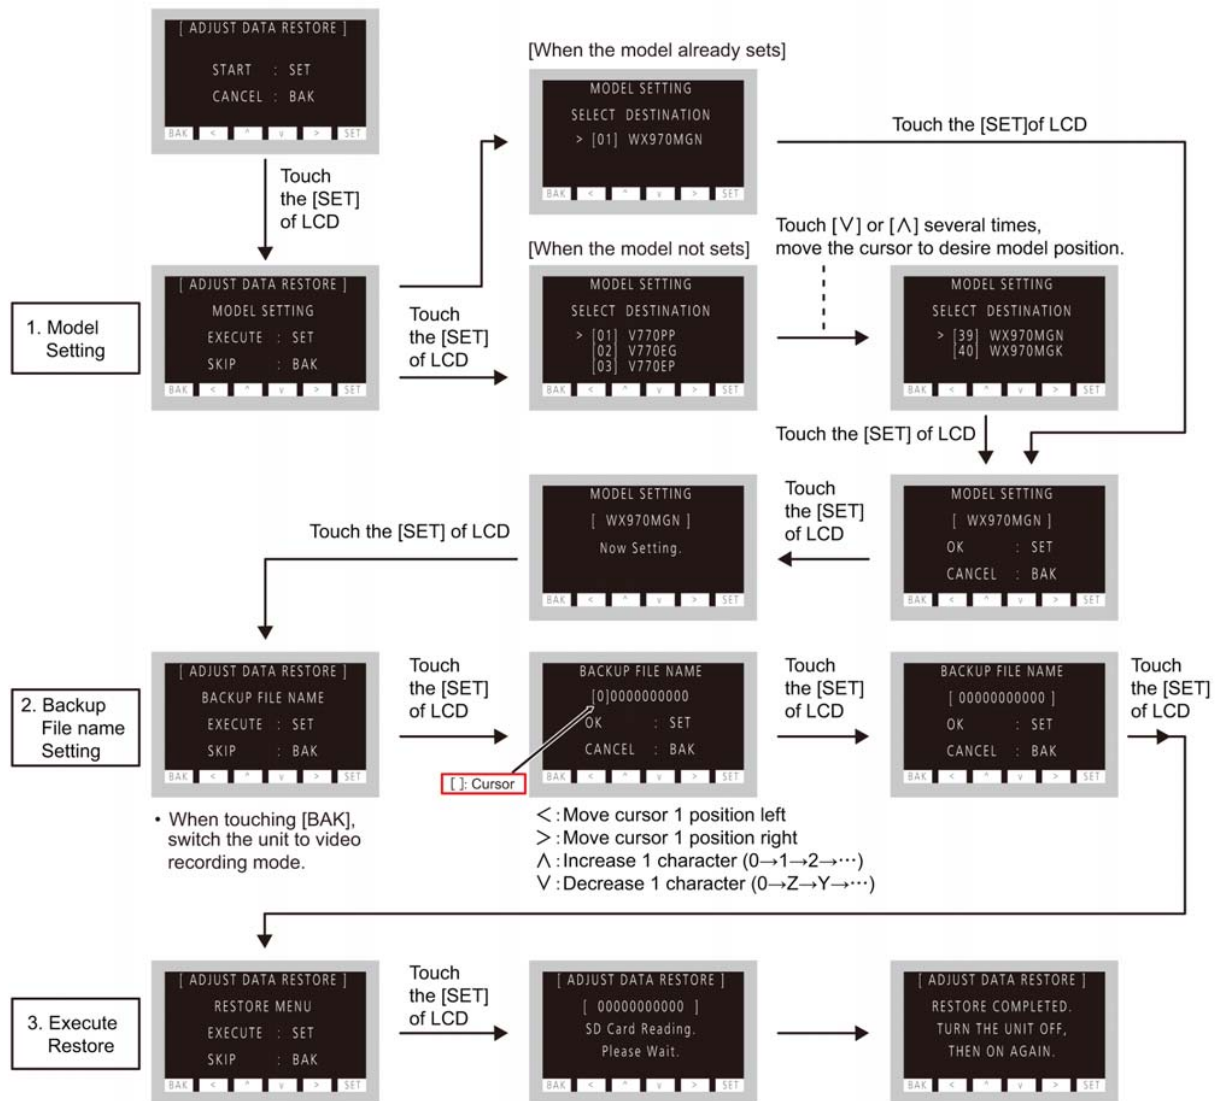 [ ADJUST DATA RESTORE ]
START : SET
CANCEL : BAK
BAK < ∧ ∨ > SET
Touch
the [SET]
of LCD
[When the model already sets]
MODEL SETTING
SELECT DESTINATION
> [01] WX970MGN
BAK < ∧ ∨ > SET
Touch the [SET]of LCD
1. Model
Setting
[ ADJUST DATA RESTORE ]
MODEL SETTING
EXECUTE : SET
SKIP : BAK
BAK < ∧ ∨ > SET
Touch
the [SET]
of LCD
[When the model not sets]
MODEL SETTING
SELECT DESTINATION
> [01] V770PP
[02] V770EG
[03] V770EP
BAK < ∧ ∨ > SET
Touch [∨] or [∧] several times,
move the cursor to desire model position.
MODEL SETTING
SELECT DESTINATION
> [39] WX970MGN
[40] WX970MGK
BAK < ∧ ∨ > SET
Touch the [SET] of LCD
MODEL SETTING
[ WX970MGN ]
OK : SET
CANCEL : BAK
BAK < ∧ ∨ > SET
Touch
the [SET]
of LCD
MODEL SETTING
[ WX970MGN ]
Now Setting.
BAK < ∧ ∨ > SET
Touch the [SET] of LCD
2. Backup
File name
Setting
[ ADJUST DATA RESTORE ]
BACKUP FILE NAME
EXECUTE : SET
SKIP : BAK
BAK < ∧ ∨ > SET
• When touching [BAK],
switch the unit to video
recording mode.
Touch
the [SET]
of LCD
BACKUP FILE NAME
[0]0000000000
OK : SET
CANCEL : BAK
BAK < ∧ ∨ > SET
[ ]: Cursor
<:Move cursor 1 position left
>:Move cursor 1 position right
∧:Increase 1 character (0→1→2→···)
∨:Decrease 1 character (0→Z→Y→···)
Touch
the [SET]
of LCD
BACKUP FILE NAME
[ 00000000000 ]
OK : SET
CANCEL : BAK
BAK < ∧ ∨ > SET
Touch
the [SET]
of LCD
3. Execute
Restore
[ ADJUST DATA RESTORE ]
RESTORE MENU
EXECUTE : SET
SKIP : BAK
BAK < ∧ ∨ > SET
Touch
the [SET]
of LCD
[ ADJUST DATA RESTORE ]
[ 00000000000 ]
SD Card Reading.
Please Wait.
BAK < ∧ ∨ > SET
[ ADJUST DATA RESTORE ]
RESTORE COMPLETED.
TURN THE UNIT OFF,
THEN ON AGAIN.
BAK < ∧ ∨ > SET